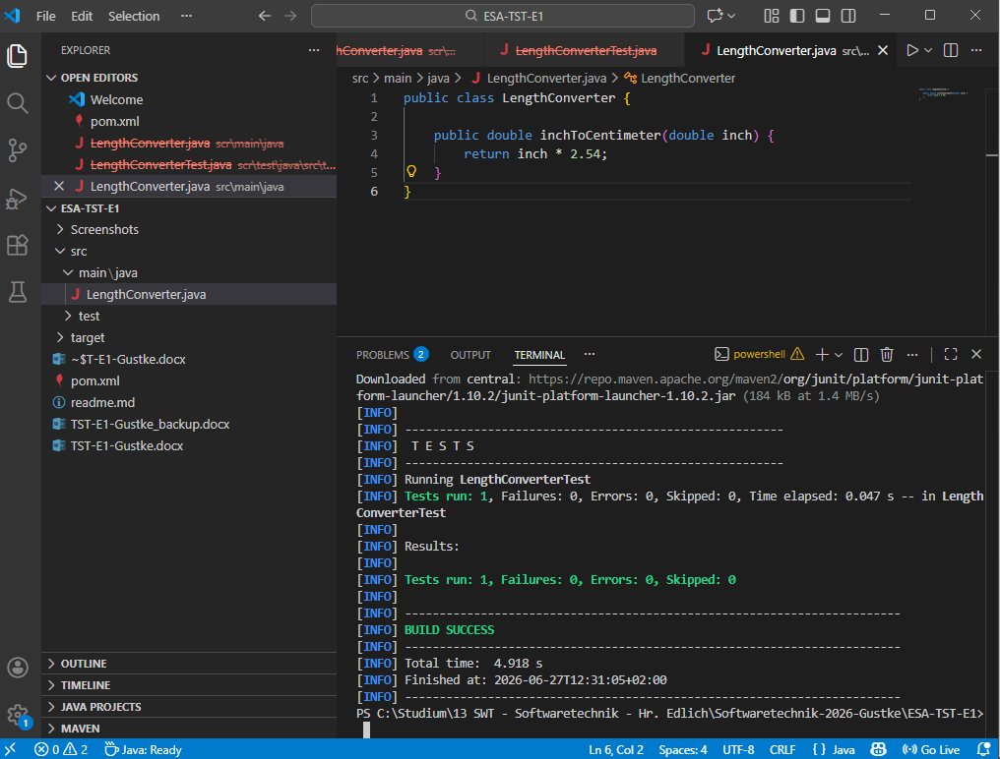 File Edit Selection ··· ESA-TST-E1
EXPLORER ···
OPEN EDITORS
Welcome
pom.xml
LengthConverter.java scr\main\java
LengthConverterTest.java scr\test\java\src\t...
LengthConverter.java src\main\java
ESA-TST-E1
Screenshots
src
main\java
LengthConverter.java
test
target
~$T-E1-Gustke.docx
pom.xml
readme.md
TST-E1-Gustke_backup.docx
TST-E1-Gustke.docx
OUTLINE
TIMELINE
JAVA PROJECTS
MAVEN
hConverter.java scr\... LengthConverterTest.java LengthConverter.java src\... ···
src > main > java > LengthConverter.java > LengthConverter
1 public class LengthConverter {
2
3 public double inchToCentimeter(double inch) {
4 return inch * 2.54;
5 }
6 }
PROBLEMS 2 OUTPUT TERMINAL ··· powershell ···
Downloaded from central: https://repo.maven.apache.org/maven2/org/junit/platform/junit-plat
form-launcher/1.10.2/junit-platform-launcher-1.10.2.jar (184 kB at 1.4 MB/s)
[INFO]
[INFO] -------------------------------------------------------
[INFO]  T E S T S
[INFO] -------------------------------------------------------
[INFO] Running LengthConverterTest
[INFO] Tests run: 1, Failures: 0, Errors: 0, Skipped: 0, Time elapsed: 0.047 s -- in Length
ConverterTest
[INFO]
[INFO] Results:
[INFO]
[INFO] Tests run: 1, Failures: 0, Errors: 0, Skipped: 0
[INFO]
[INFO] ------------------------------------------------------------------------
[INFO] BUILD SUCCESS
[INFO] ------------------------------------------------------------------------
[INFO] Total time:  4.918 s
[INFO] Finished at: 2026-06-27T12:31:05+02:00
[INFO] ------------------------------------------------------------------------
PS C:\Studium\13 SWT - Softwaretechnik - Hr. Edlich\Softwaretechnik-2026-Gustke\ESA-TST-E1>
1
0 2 Java: Ready Ln 6, Col 2 Spaces: 4 UTF-8 CRLF { } Java Go Live